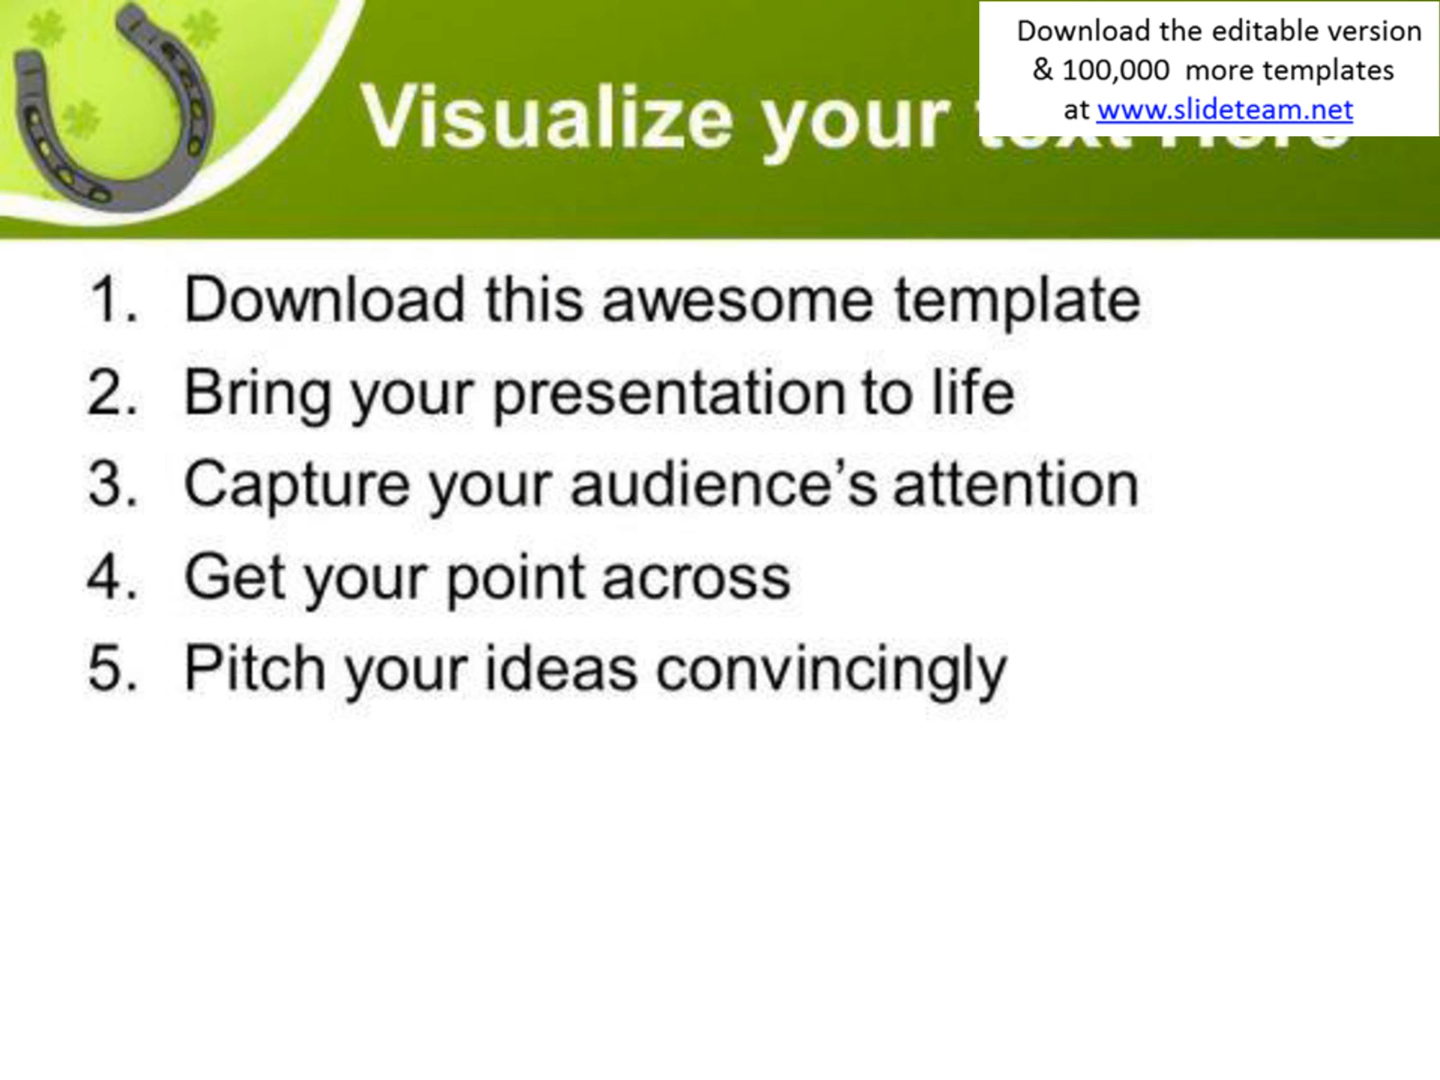 Download the editable version
& 100,000 more templates
at www.slideteam.net
Visualize your text Here
1. Download this awesome template
2. Bring your presentation to life
3. Capture your audience’s attention
4. Get your point across
5. Pitch your ideas convincingly